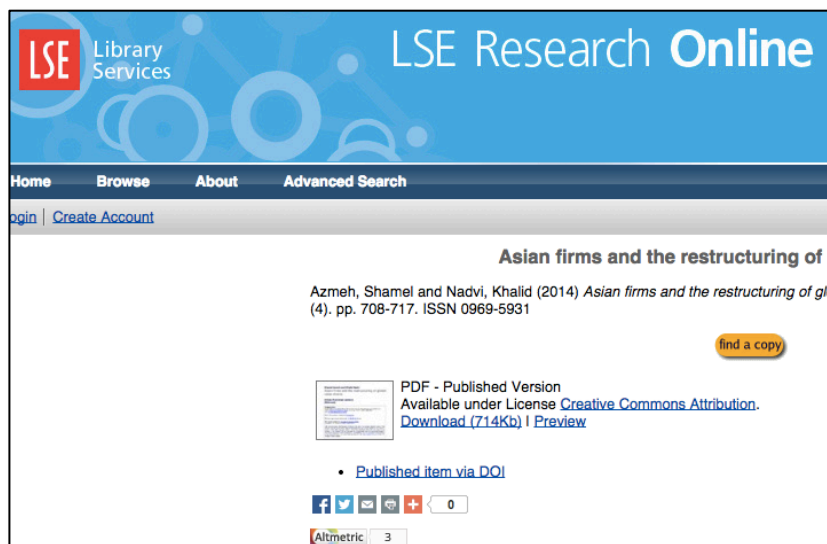 LSE Library Services
LSE Research Online
Home Browse About Advanced Search
ogin | Create Account
Asian firms and the restructuring of
Azmeh, Shamel and Nadvi, Khalid (2014) Asian firms and the restructuring of gl
(4). pp. 708-717. ISSN 0969-5931
find a copy
PDF - Published Version
Available under License Creative Commons Attribution.
Download (714Kb) | Preview
• Published item via DOI
0
Altmetric 3